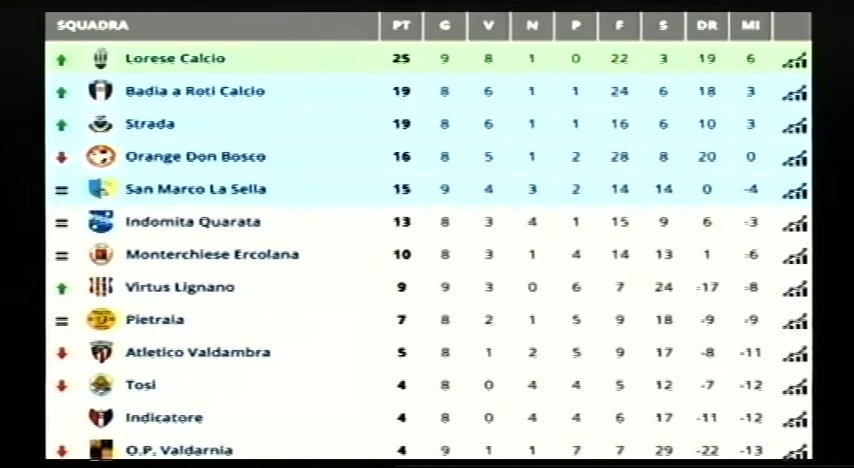 SQUADRA PT G V N P F S DR MI
Lorese Calcio 25 9 8 1 0 22 3 19 6
Badia a Roti Calcio 19 8 6 1 1 24 6 18 3
Strada 19 8 6 1 1 16 6 10 3
Orange Don Bosco 16 8 5 1 2 28 8 20 0
San Marco La Sella 15 9 4 3 2 14 14 0 -4
Indomita Quarata 13 8 3 4 1 15 9 6 -3
Monterchiese Ercolana 10 8 3 1 4 14 13 1 -6
Virtus Lignano 9 9 3 0 6 7 24 -17 -8
Pietraia 7 8 2 1 5 9 18 -9 -9
Atletico Valdambra 5 8 1 2 5 9 17 -8 -11
Tosi 4 8 0 4 4 5 12 -7 -12
Indicatore 4 8 0 4 4 6 17 -11 -12
O.P. Valdarnia 4 9 1 1 7 7 29 -22 -13